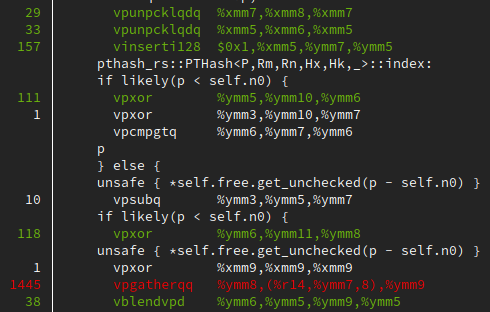 29 vpunpcklqdq %xmm7,%xmm8,%xmm7
33 vpunpcklqdq %xmm5,%xmm6,%xmm5
157 vinserti128 $0x1,%xmm5,%ymm7,%ymm5
pthash_rs::PTHash<P,Rm,Rn,Hx,Hk,_>::index:
if likely(p < self.n0) {
111 vpxor %ymm5,%ymm10,%ymm6
1 vpxor %ymm3,%ymm10,%ymm7
vpcmpgtq %ymm6,%ymm7,%ymm6
p
} else {
unsafe { *self.free.get_unchecked(p - self.n0) }
10 vpsubq %ymm3,%ymm5,%ymm7
if likely(p < self.n0) {
118 vpxor %ymm6,%ymm11,%ymm8
unsafe { *self.free.get_unchecked(p - self.n0) }
1 vpxor %xmm9,%xmm9,%xmm9
1445 vpgatherqq %ymm8,(%r14,%ymm7,8),%ymm9
38 vblendvpd %ymm6,%ymm5,%ymm9,%ymm5